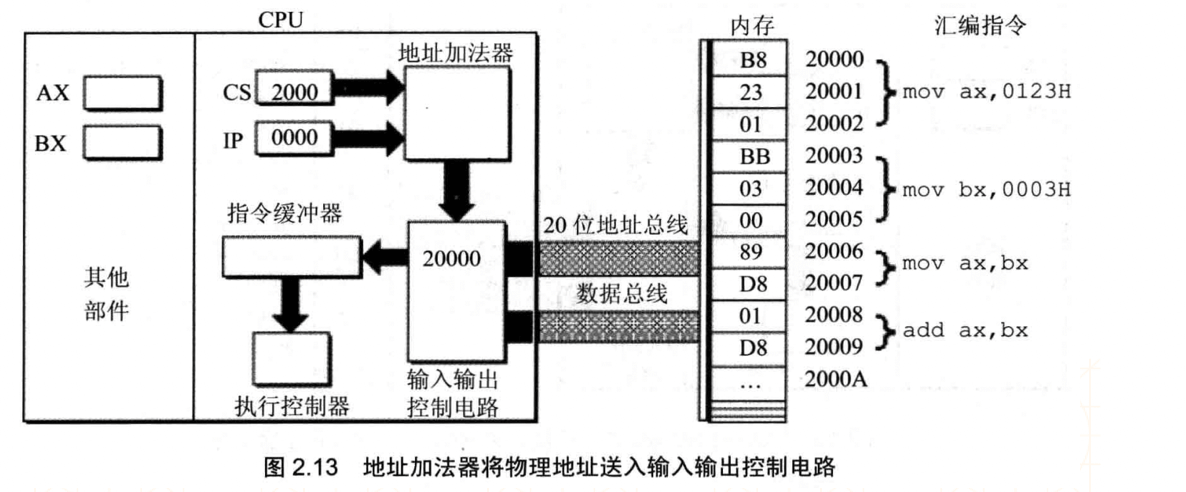 CPU
内存 汇编指令
地址加法器
B8 20000
AX CS 2000 23 20001 mov ax,0123H
01 20002
BX IP 0000 BB 20003
03 20004 mov bx,0003H
指令缓冲器 20位地址总线 00 20005
20000 89 20006 mov ax,bx
其他 数据总线 D8 20007
部件 01 20008 add ax,bx
D8 20009
输入输出 … 2000A
执行控制器 控制电路
图 2.13 地址加法器将物理地址送入输入输出控制电路